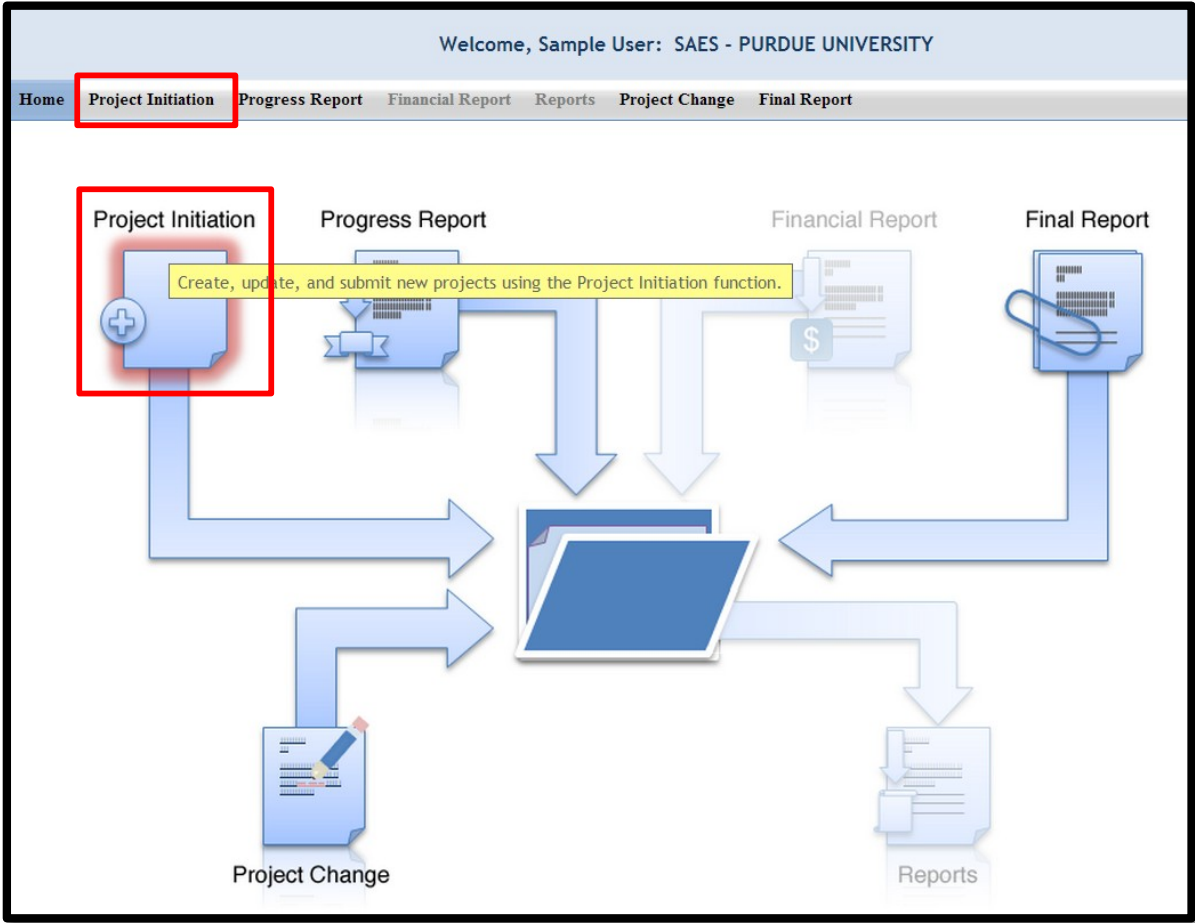 Welcome, Sample User: SAES - PURDUE UNIVERSITY
Home Project Initiation Progress Report Financial Report Reports Project Change Final Report
Project Initiation Progress Report Financial Report Final Report
Create, update, and submit new projects using the Project Initiation function.
$
Project Change Reports